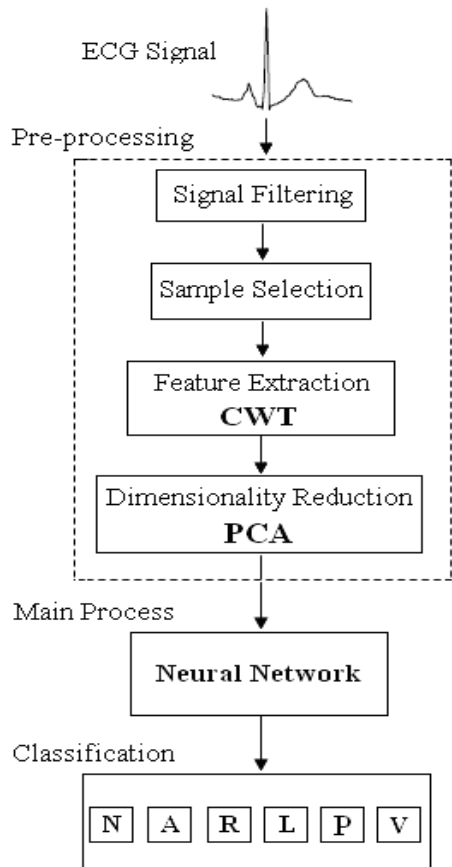 ECG Signal
Pre-processing
Signal Filtering
Sample Selection
Feature Extraction
CWT
Dimensionality Reduction
PCA
Main Process
Neural Network
Classification
N A R L P V